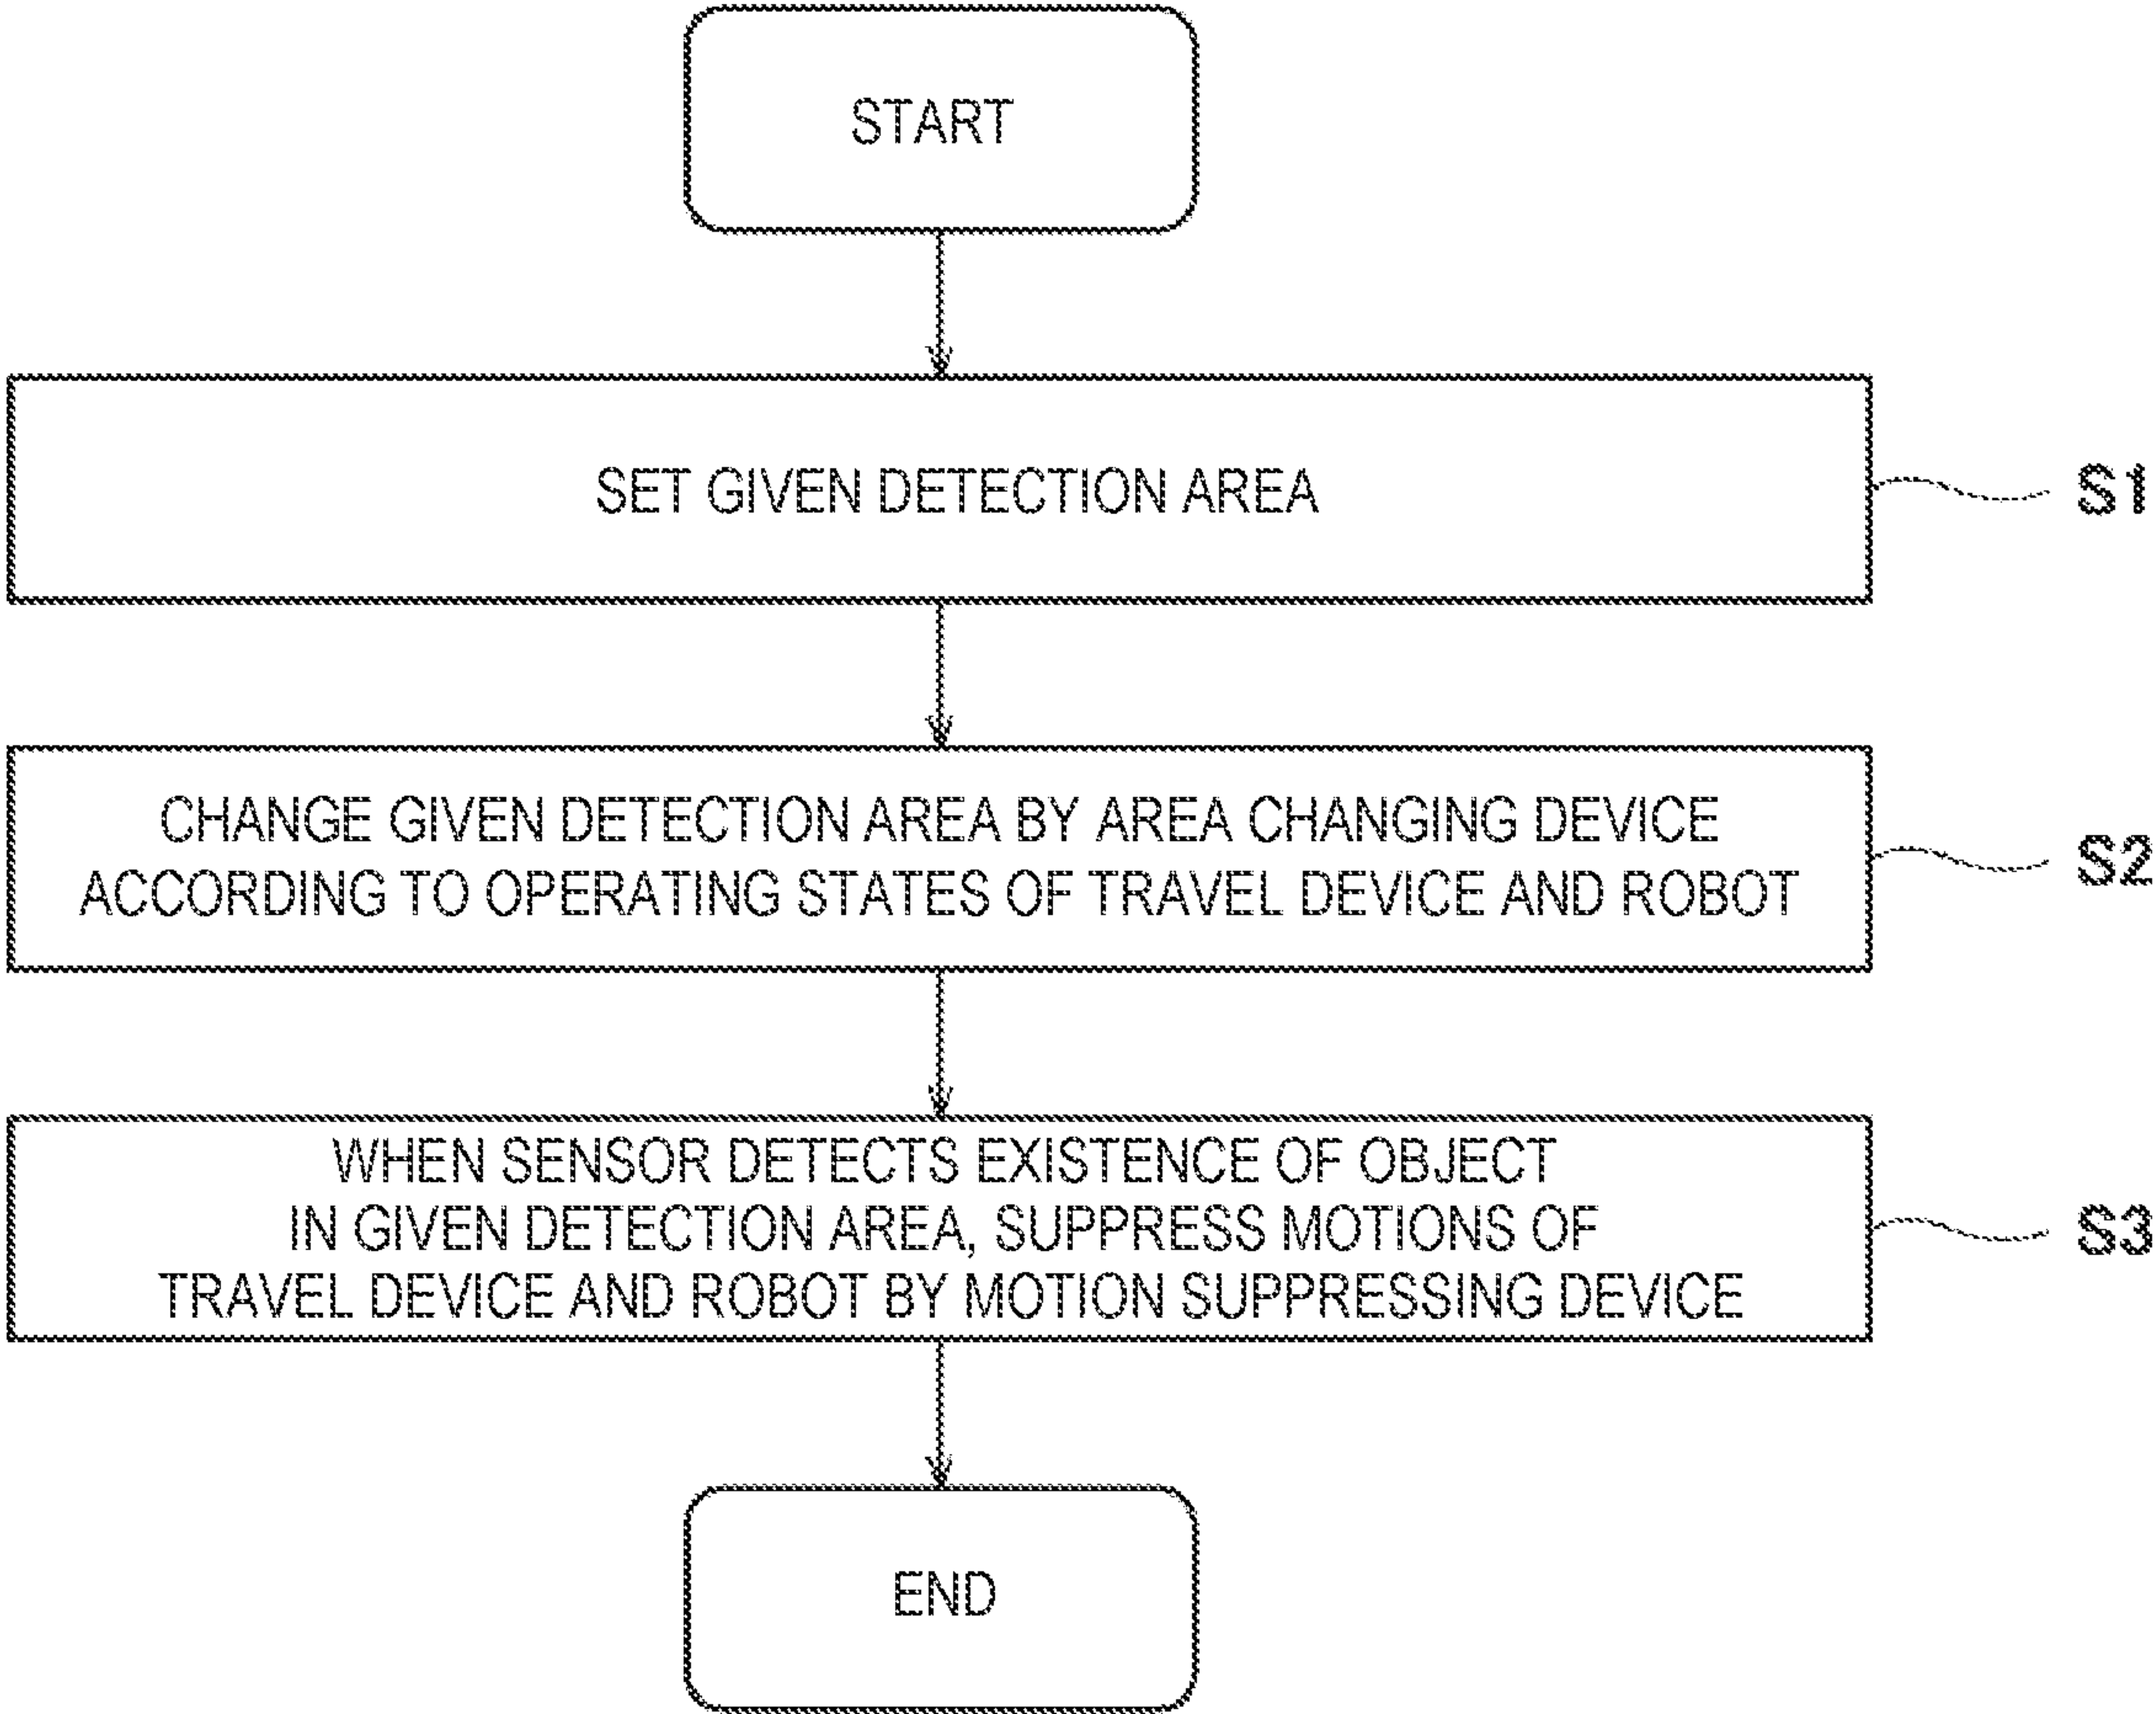 START
SET GIVEN DETECTION AREA
S1
CHANGE GIVEN DETECTION AREA BY AREA CHANGING DEVICE
ACCORDING TO OPERATING STATES OF TRAVEL DEVICE AND ROBOT
S2
WHEN SENSOR DETECTS EXISTENCE OF OBJECT
IN GIVEN DETECTION AREA, SUPPRESS MOTIONS OF
TRAVEL DEVICE AND ROBOT BY MOTION SUPPRESSING DEVICE
S3
END